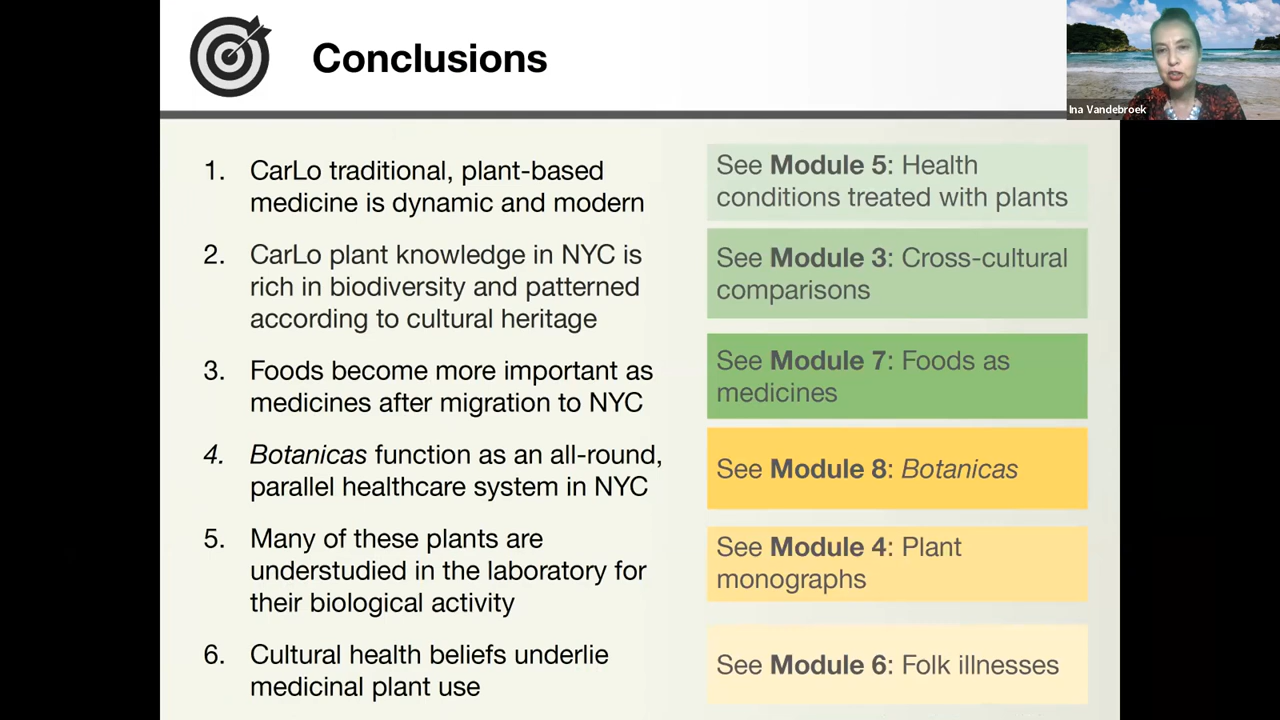 Conclusions
Ina Vandebroek
1. CarLo traditional, plant-based
medicine is dynamic and modern
See Module 5: Health
conditions treated with plants
2. CarLo plant knowledge in NYC is
rich in biodiversity and patterned
according to cultural heritage
See Module 3: Cross-cultural
comparisons
3. Foods become more important as
medicines after migration to NYC
See Module 7: Foods as
medicines
4. Botanicas function as an all-round,
parallel healthcare system in NYC
See Module 8: Botanicas
5. Many of these plants are
understudied in the laboratory for
their biological activity
See Module 4: Plant
monographs
6. Cultural health beliefs underlie
medicinal plant use
See Module 6: Folk illnesses